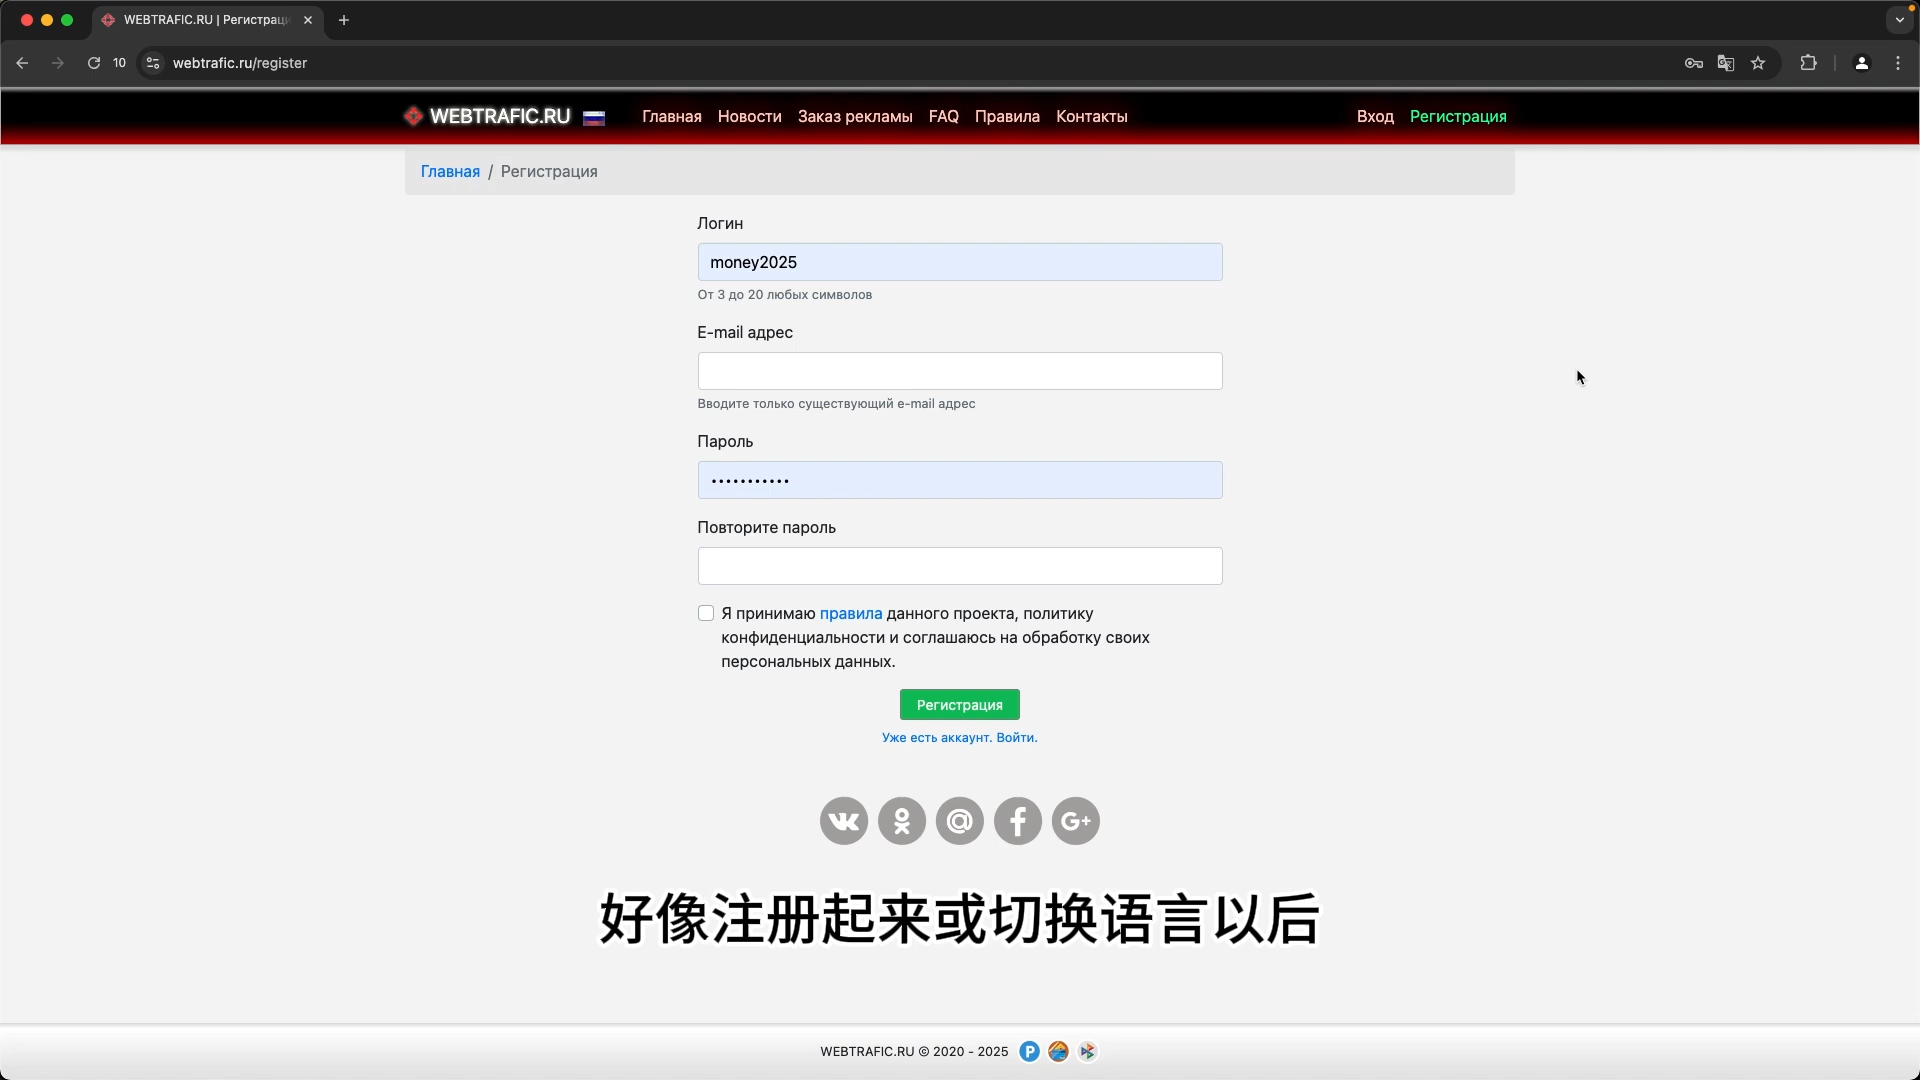 WEBTRAFIC.RU | Регистраци
10
webtrafic.ru/register
WEBTRAFIC.RU
Главная Новости Заказ рекламы FAQ Правила Контакты Вход Регистрация
Главная / Регистрация
Логин
money2025
От 3 до 20 любых символов
E-mail адрес
Вводите только существующий e-mail адрес
Пароль
•••••••••••
Повторите пароль
Я принимаю правила данного проекта, политику
конфиденциальности и соглашаюсь на обработку своих
персональных данных.
Регистрация
Уже есть аккаунт. Войти.
好像注册起来或切换语言以后
WEBTRAFIC.RU © 2020 - 2025